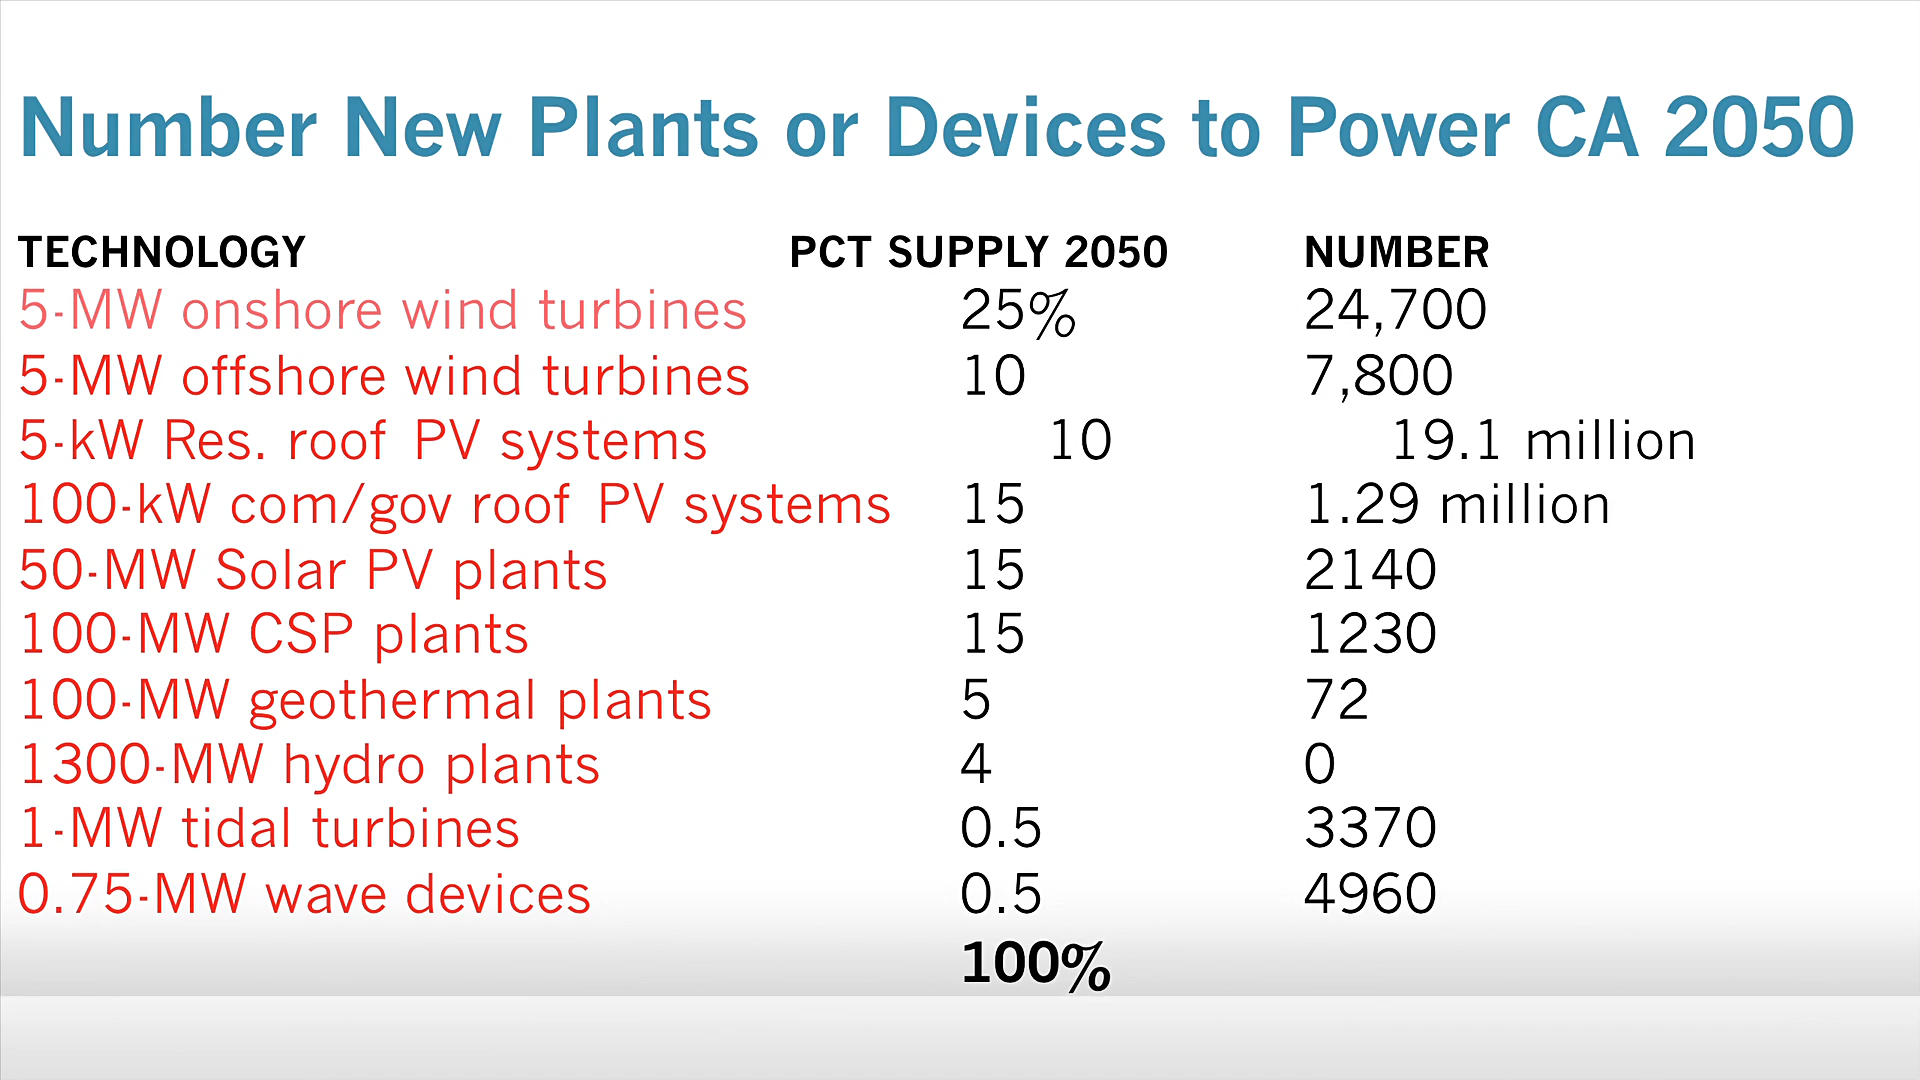 Number New Plants or Devices to Power CA 2050
TECHNOLOGY PCT SUPPLY 2050 NUMBER
5-MW onshore wind turbines 25% 24,700
5-MW offshore wind turbines 10 7,800
5-kW Res. roof PV systems 10 19.1 million
100-kW com/gov roof PV systems 15 1.29 million
50-MW Solar PV plants 15 2140
100-MW CSP plants 15 1230
100-MW geothermal plants 5 72
1300-MW hydro plants 4 0
1-MW tidal turbines 0.5 3370
0.75-MW wave devices 0.5 4960
100%